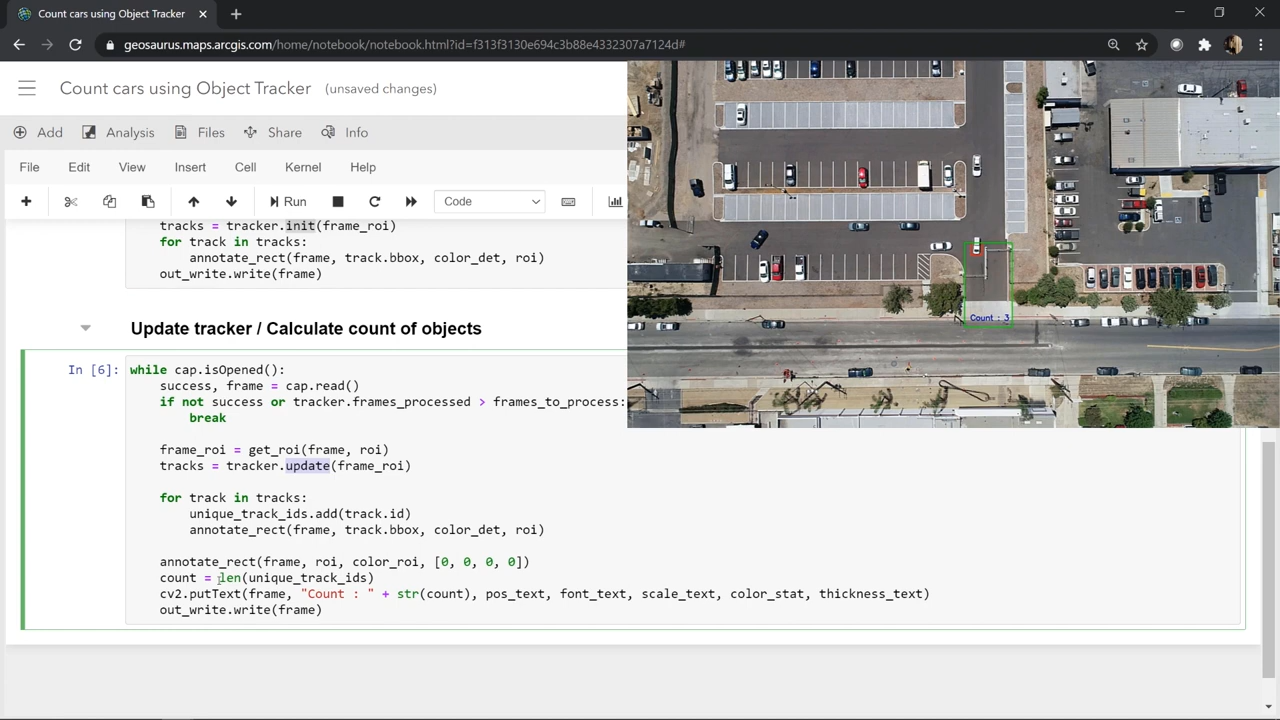 Count cars using Object Tracker
geosaurus.maps.arcgis.com/home/notebook/notebook.html?id=f313f3130e694c3b88e4332307a7124d#
Count cars using Object Tracker (unsaved changes)
Add Analysis Files Share Info
File Edit View Insert Cell Kernel Help
Run Code
tracks = tracker.init(frame_roi)
for track in tracks:
annotate_rect(frame, track.bbox, color_det, roi)
out_write.write(frame)
Update tracker / Calculate count of objects
In [6]: while cap.isOpened():
success, frame = cap.read()
if not success or tracker.frames_processed > frames_to_process:
break
frame_roi = get_roi(frame, roi)
tracks = tracker.update(frame_roi)
for track in tracks:
unique_track_ids.add(track.id)
annotate_rect(frame, track.bbox, color_det, roi)
annotate_rect(frame, roi, color_roi, [0, 0, 0, 0])
count = len(unique_track_ids)
cv2.putText(frame, "Count : " + str(count), pos_text, font_text, scale_text, color_stat, thickness_text)
out_write.write(frame)
Count : 3